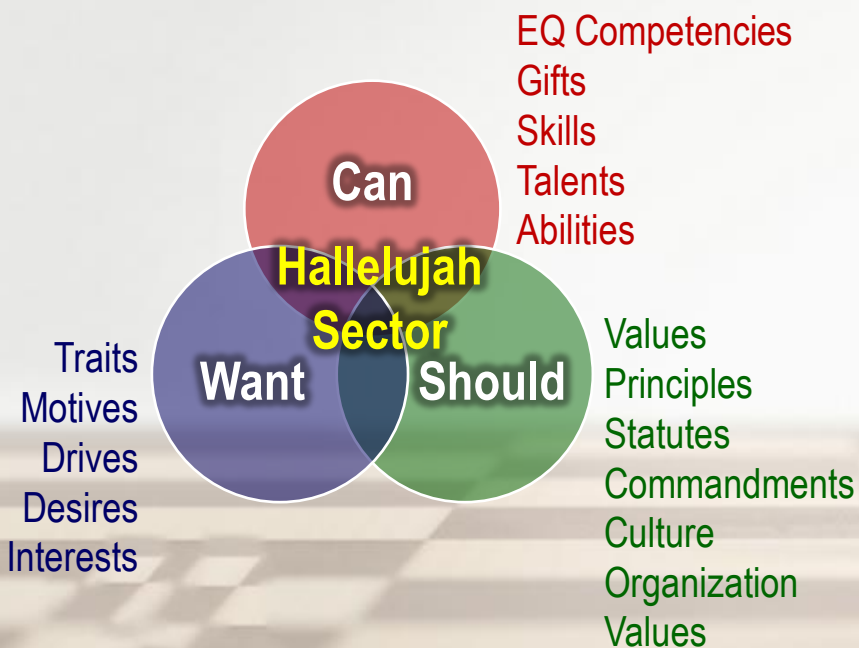 EQ Competencies
Gifts
Skills
Talents
Abilities
Can
Hallelujah
Sector
Want
Should
Traits
Motives
Drives
Desires
Interests
Values
Principles
Statutes
Commandments
Culture
Organization
Values